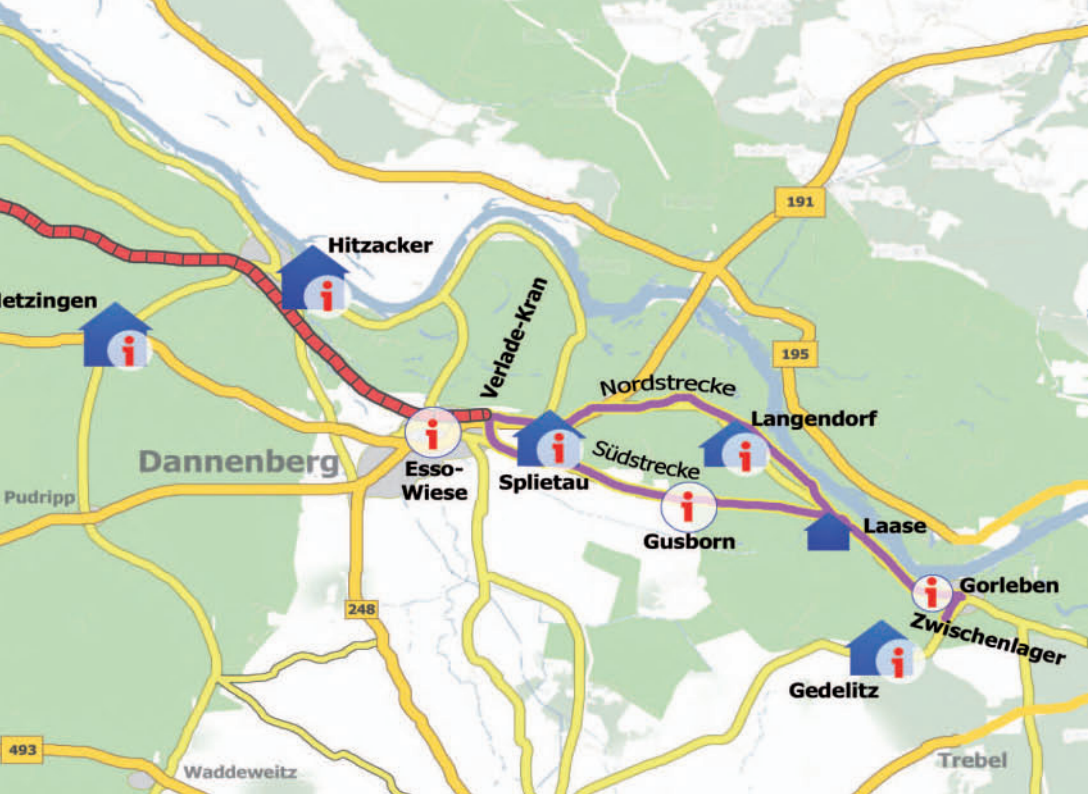 191
Hitzacker
Verlade-Kran
letzingen
195
Nordstrecke
Langendorf
Dannenberg
Südstrecke
Esso-
Wiese
Splietau
Pudripp
Gusborn
Laase
Gorleben
248
Zwischenlager
Gedelitz
493
Waddeweitz
Trebel